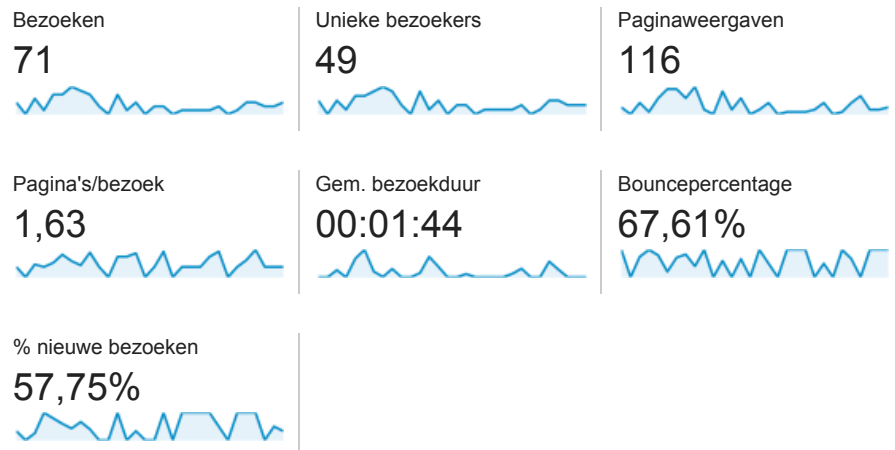 Bezoeken
71
Unieke bezoekers
49
Paginaweergaven
116
Pagina's/bezoek
1,63
Gem. bezoekduur
00:01:44
Bouncepercentage
67,61%
% nieuwe bezoeken
57,75%